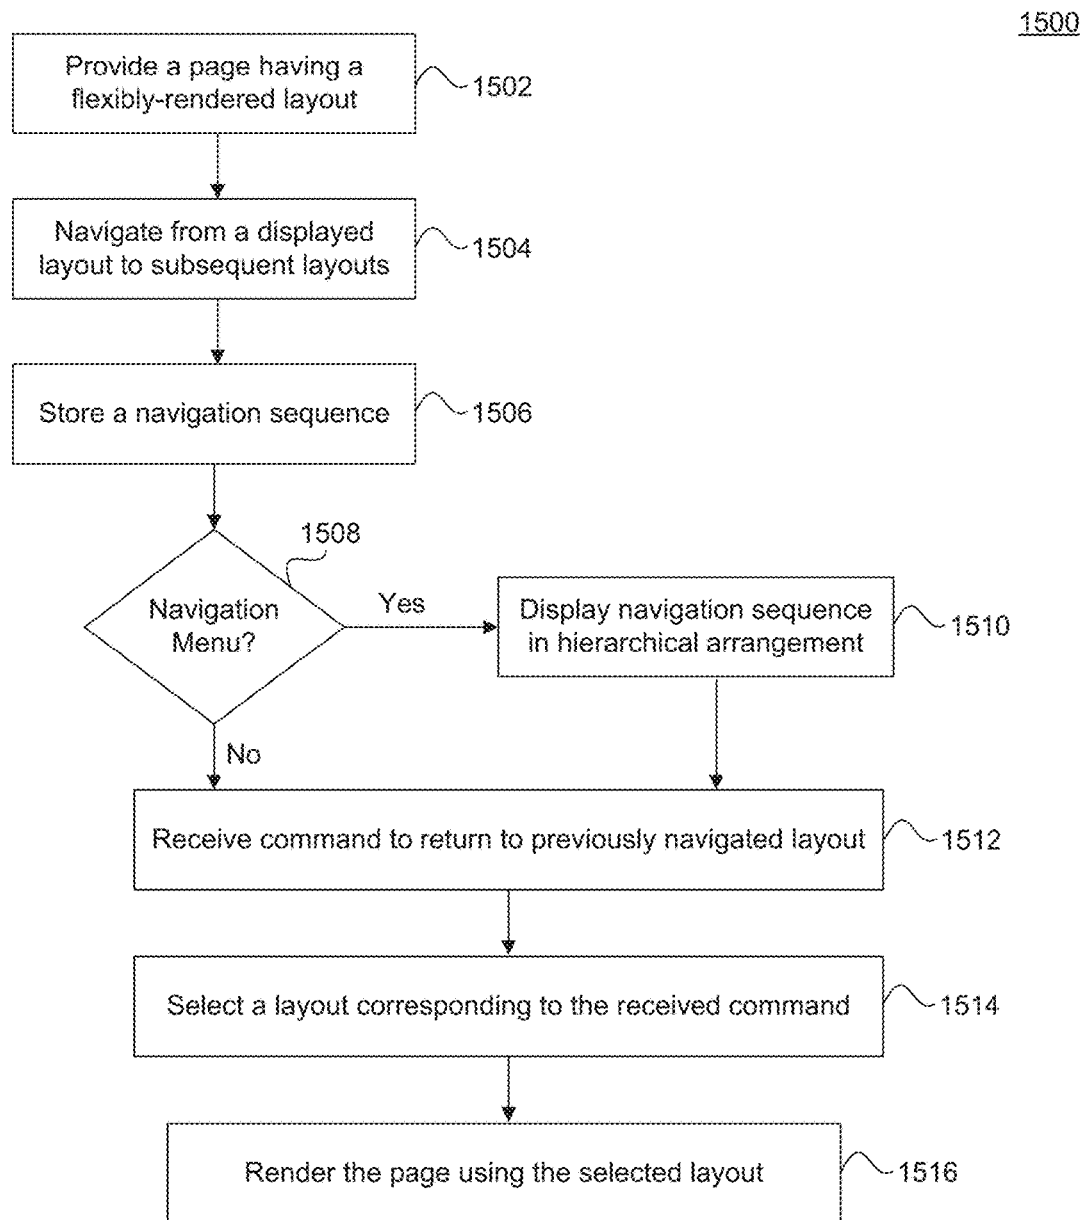 1500
Provide a page having a
flexibly-rendered layout
1502
Navigate from a displayed
layout to subsequent layouts
1504
Store a navigation sequence
1506
1508
Navigation
Menu?
Yes
Display navigation sequence
in hierarchical arrangement
1510
No
Receive command to return to previously navigated layout
1512
Select a layout corresponding to the received command
1514
Render the page using the selected layout
1516